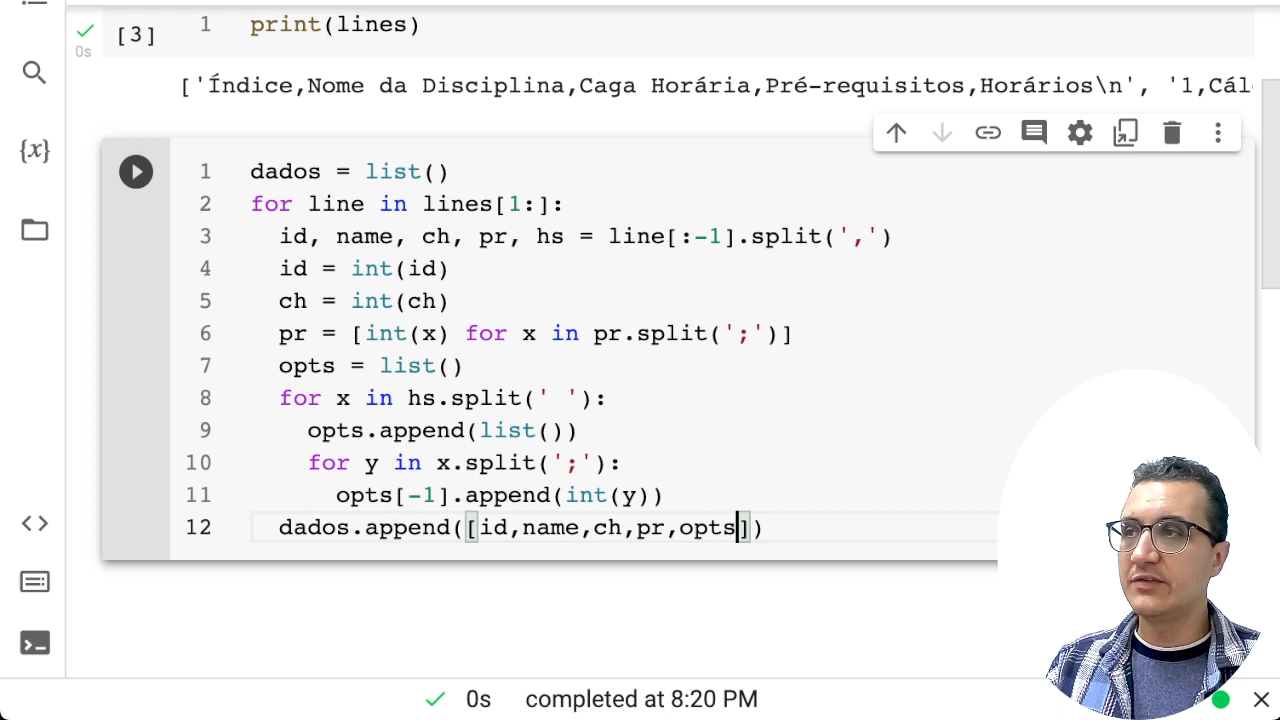 [3]
0s
1 print(lines)
['Índice,Nome da Disciplina,Caga Horária,Pré-requisitos,Horários\n', '1,Cál
{x}
1 dados = list()
2 for line in lines[1:]:
3 id, name, ch, pr, hs = line[:-1].split(',')
4 id = int(id)
5 ch = int(ch)
6 pr = [int(x) for x in pr.split(';')]
7 opts = list()
8 for x in hs.split(' '):
9 opts.append(list())
10 for y in x.split(';'):
11 opts[-1].append(int(y))
12 dados.append([id,name,ch,pr,opts])
0s completed at 8:20 PM